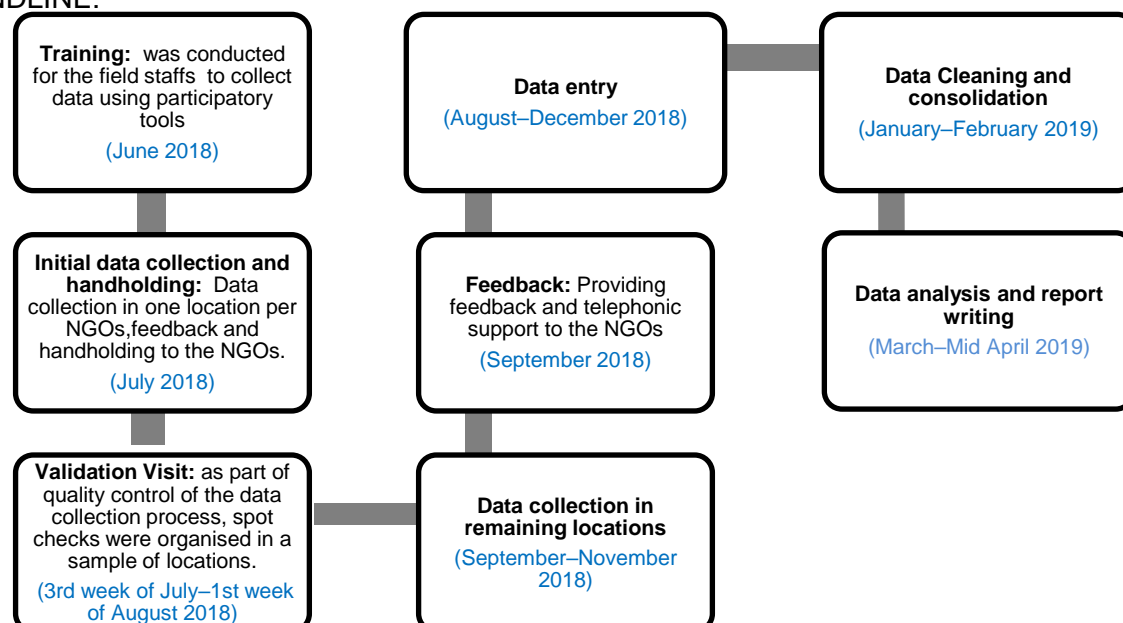 NDLINE:
Training: was conducted
for the field staffs to collect
data using participatory
tools
(June 2018)
Initial data collection and
handholding: Data
collection in one location per
NGOs,feedback and
handholding to the NGOs.
(July 2018)
Validation Visit: as part of
quality control of the data
collection process, spot
checks were organised in a
sample of locations.
(3rd week of July–1st week
of August 2018)
Data collection in
remaining locations
(September–November
2018)
Feedback: Providing
feedback and telephonic
support to the NGOs
(September 2018)
Data entry
(August–December 2018)
Data Cleaning and
consolidation
(January–February 2019)
Data analysis and report
writing
(March–Mid April 2019)